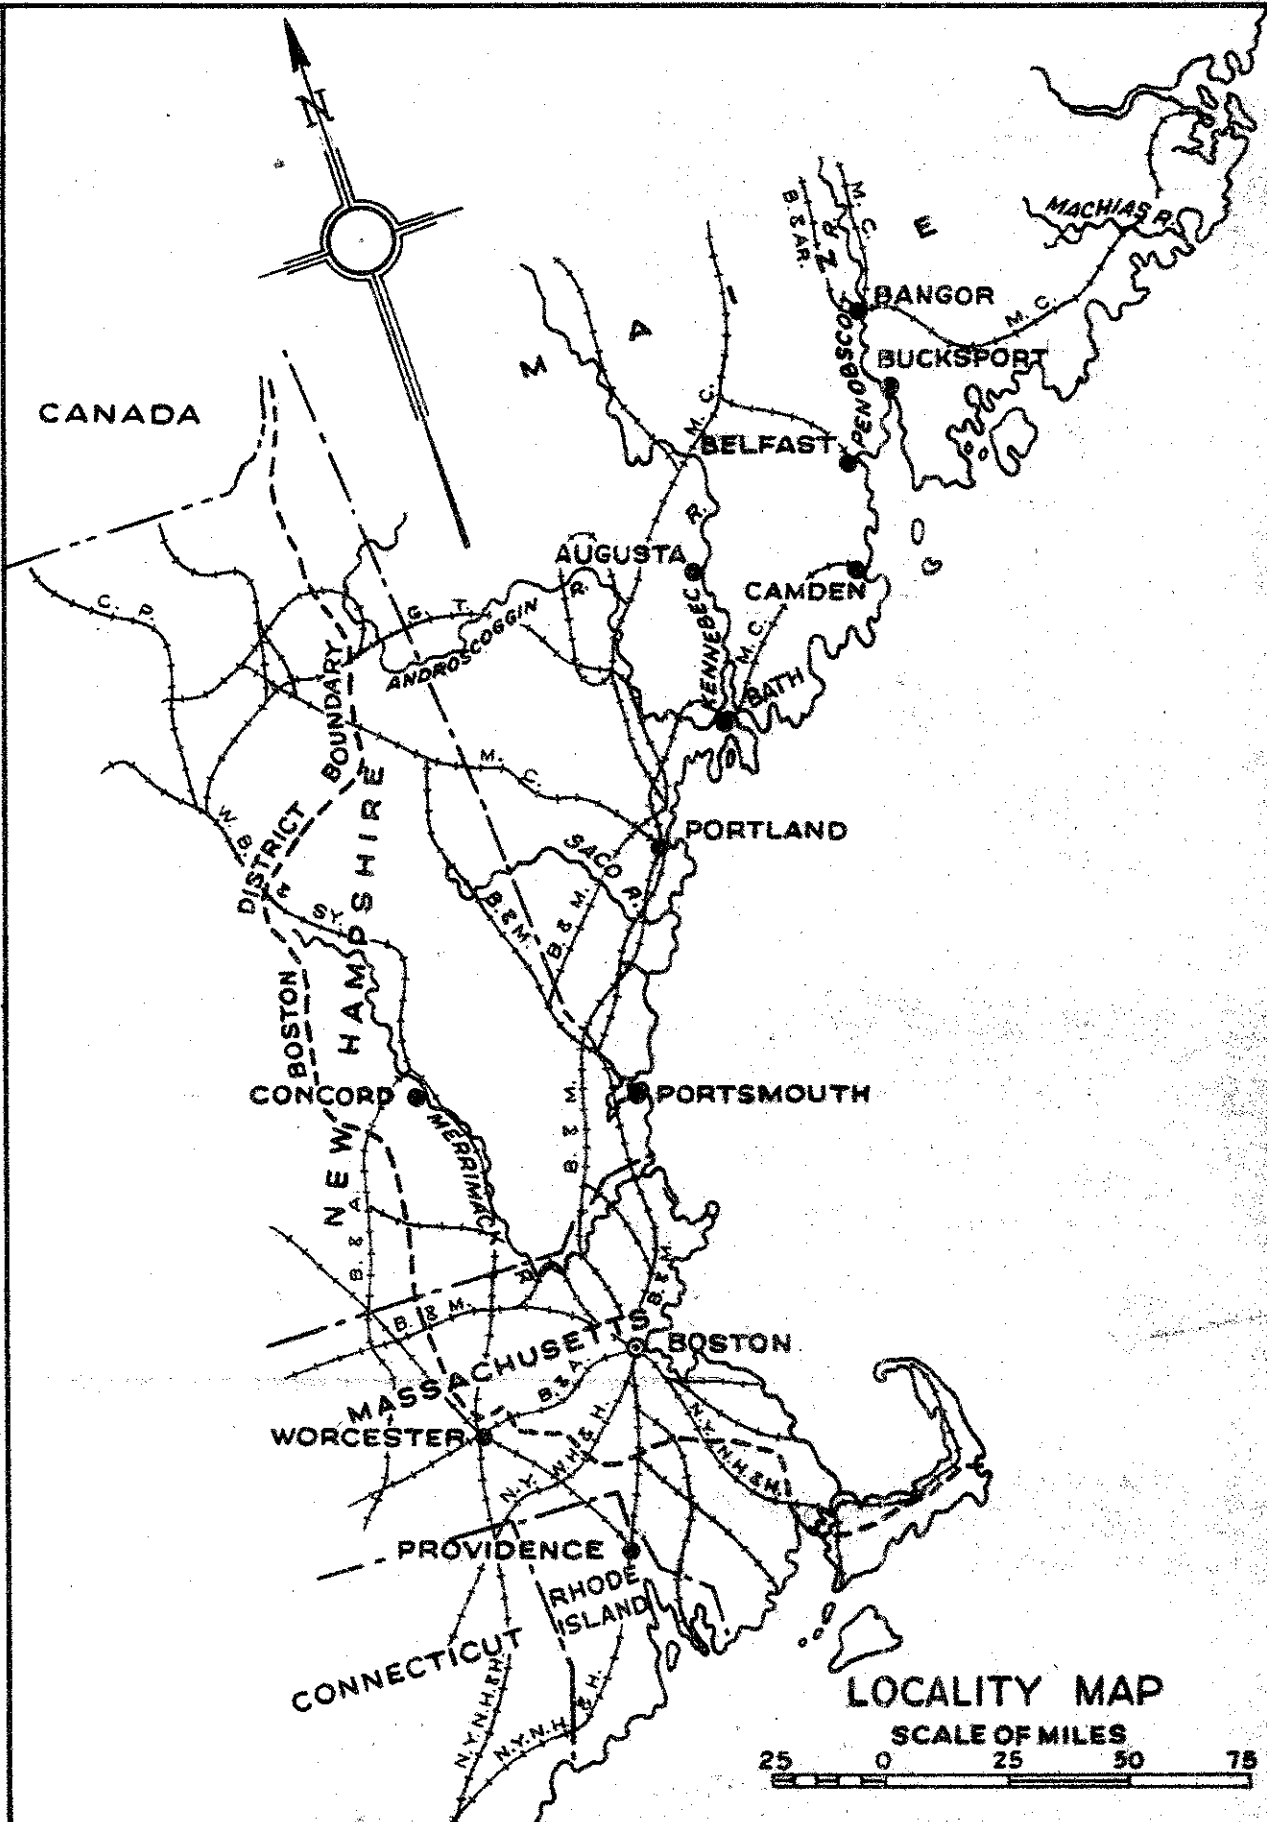 N
CANADA
M A I N E
B. & AR.
M. C.
MACHIAS R.
BANGOR
M. C.
BUCKSPORT
PENOBSCOT R.
M. C.
BELFAST
R.
AUGUSTA
CAMDEN
KENNEBEC
M. C.
BATH
C. P.
G. T.
ANDROSCOGGIN R.
BOUNDARY
M. C.
W. B. & SY.
DISTRICT
PORTLAND
SACO R.
B. & M.
B. & M.
BOSTON
NEW HAMPSHIRE
CONCORD
PORTSMOUTH
MERRIMACK
R.
B. & M.
B. & A.
B. & M.
B. & M.
MASSACHUSETTS
BOSTON
B. & A.
WORCESTER
N.Y. W.H. & H.
N.Y. N.H. & H.
PROVIDENCE
RHODE
ISLAND
CONNECTICUT
N.Y.N.H. & H.
N.Y.N.H. & H.
LOCALITY MAP
SCALE OF MILES
25 0 25 50 75